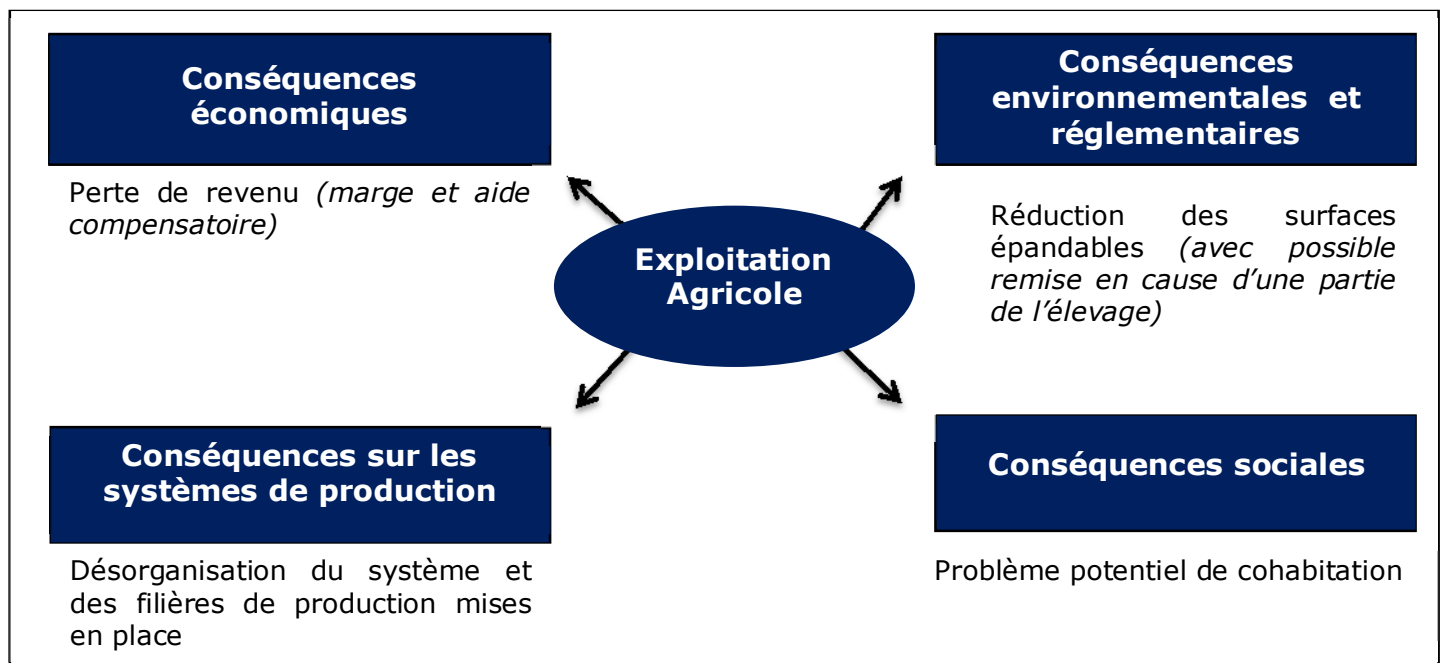 Conséquences
économiques
Perte de revenu (marge et aide
compensatoire)
Conséquences
environnementales et
réglementaires
Réduction des surfaces
épandables (avec possible
remise en cause d'une partie
de l'élevage)
Exploitation
Agricole
Conséquences sur les
systèmes de production
Désorganisation du système et
des filières de production mises
en place
Conséquences sociales
Problème potentiel de cohabitation